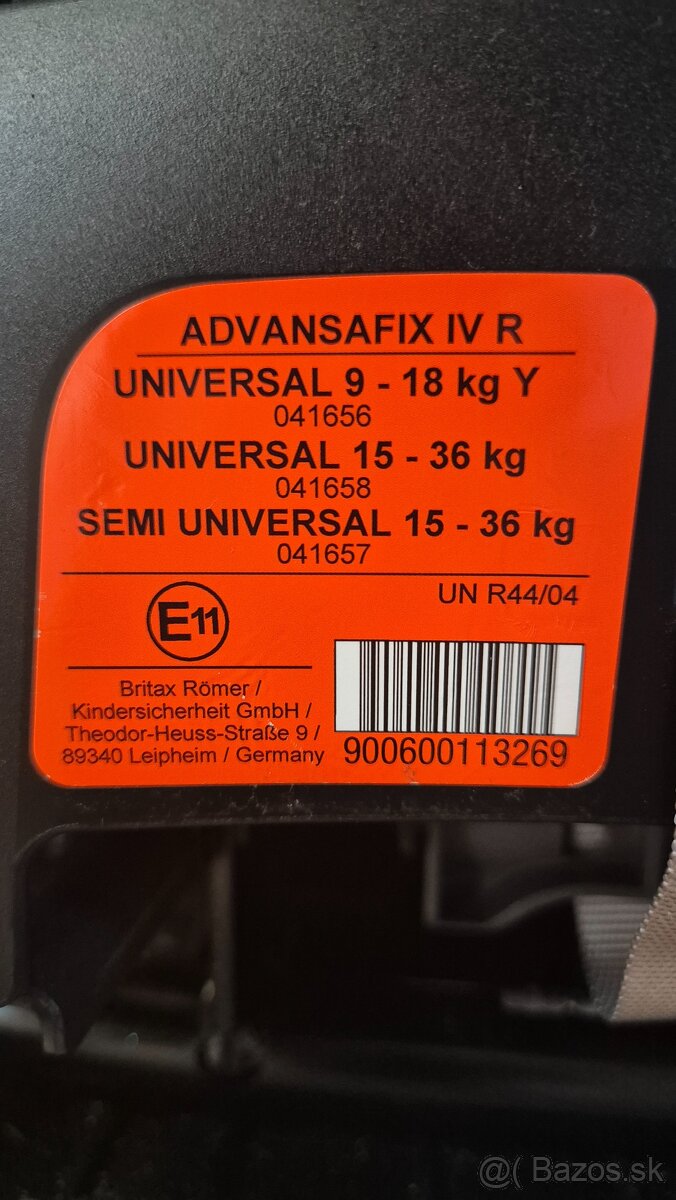 ADVANSAFIX IV R
UNIVERSAL 9 - 18 kg Y
041656
UNIVERSAL 15 - 36 kg
041658
SEMI UNIVERSAL 15 - 36 kg
041657
UN R44/04
E11
Britax Römer /
Kindersicherheit GmbH /
Theodor-Heuss-Straße 9 /
89340 Leipheim / Germany
900600113269
@( Bazos.sk